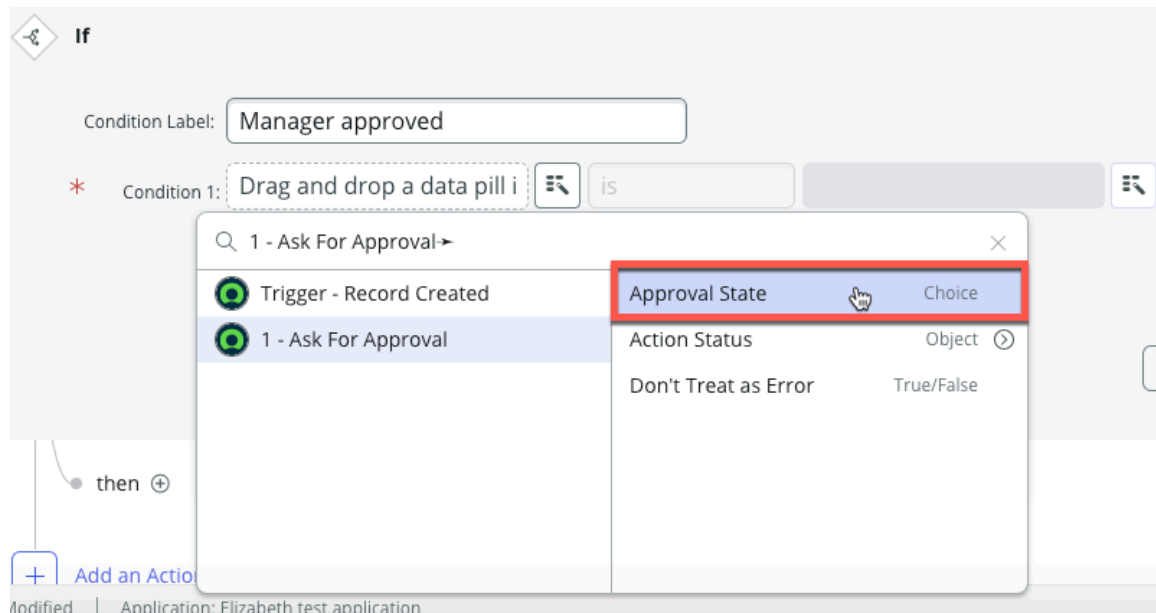 If
Condition Label: Manager approved
* Condition 1: Drag and drop a data pill i is
1 - Ask For Approval
Trigger - Record Created
1 - Ask For Approval
Approval State Choice
Action Status Object
Don't Treat as Error True/False
then
Add an Actio
Modified | Application: Elizabeth test application